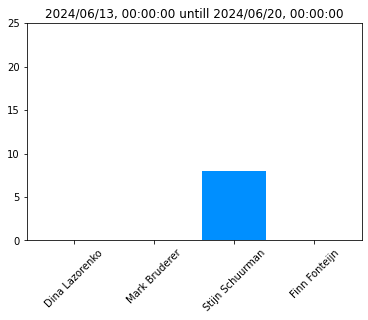 2024/06/13, 00:00:00 untill 2024/06/20, 00:00:00
25
20
15
10
5
0
Dina Lazorenko
Mark Bruderer
Stijn Schuurman
Finn Fonteijn